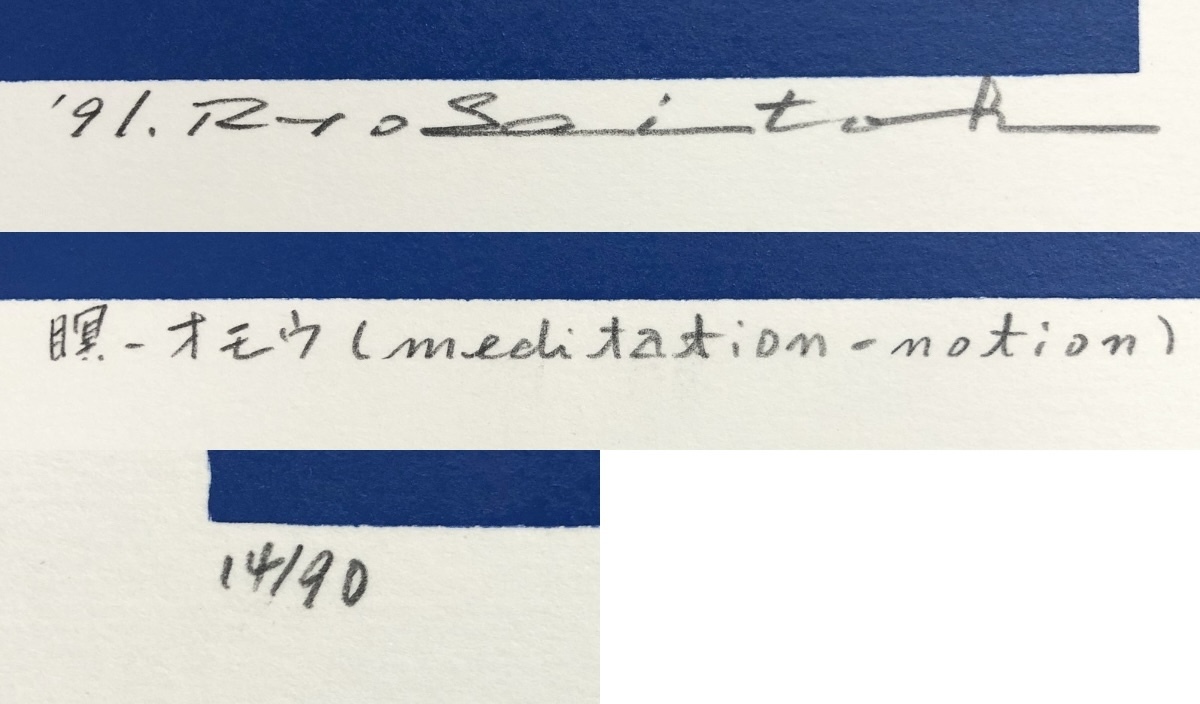 '91. Ryo Saitoh
瞑-オモウ(meditation-notion)
14/90